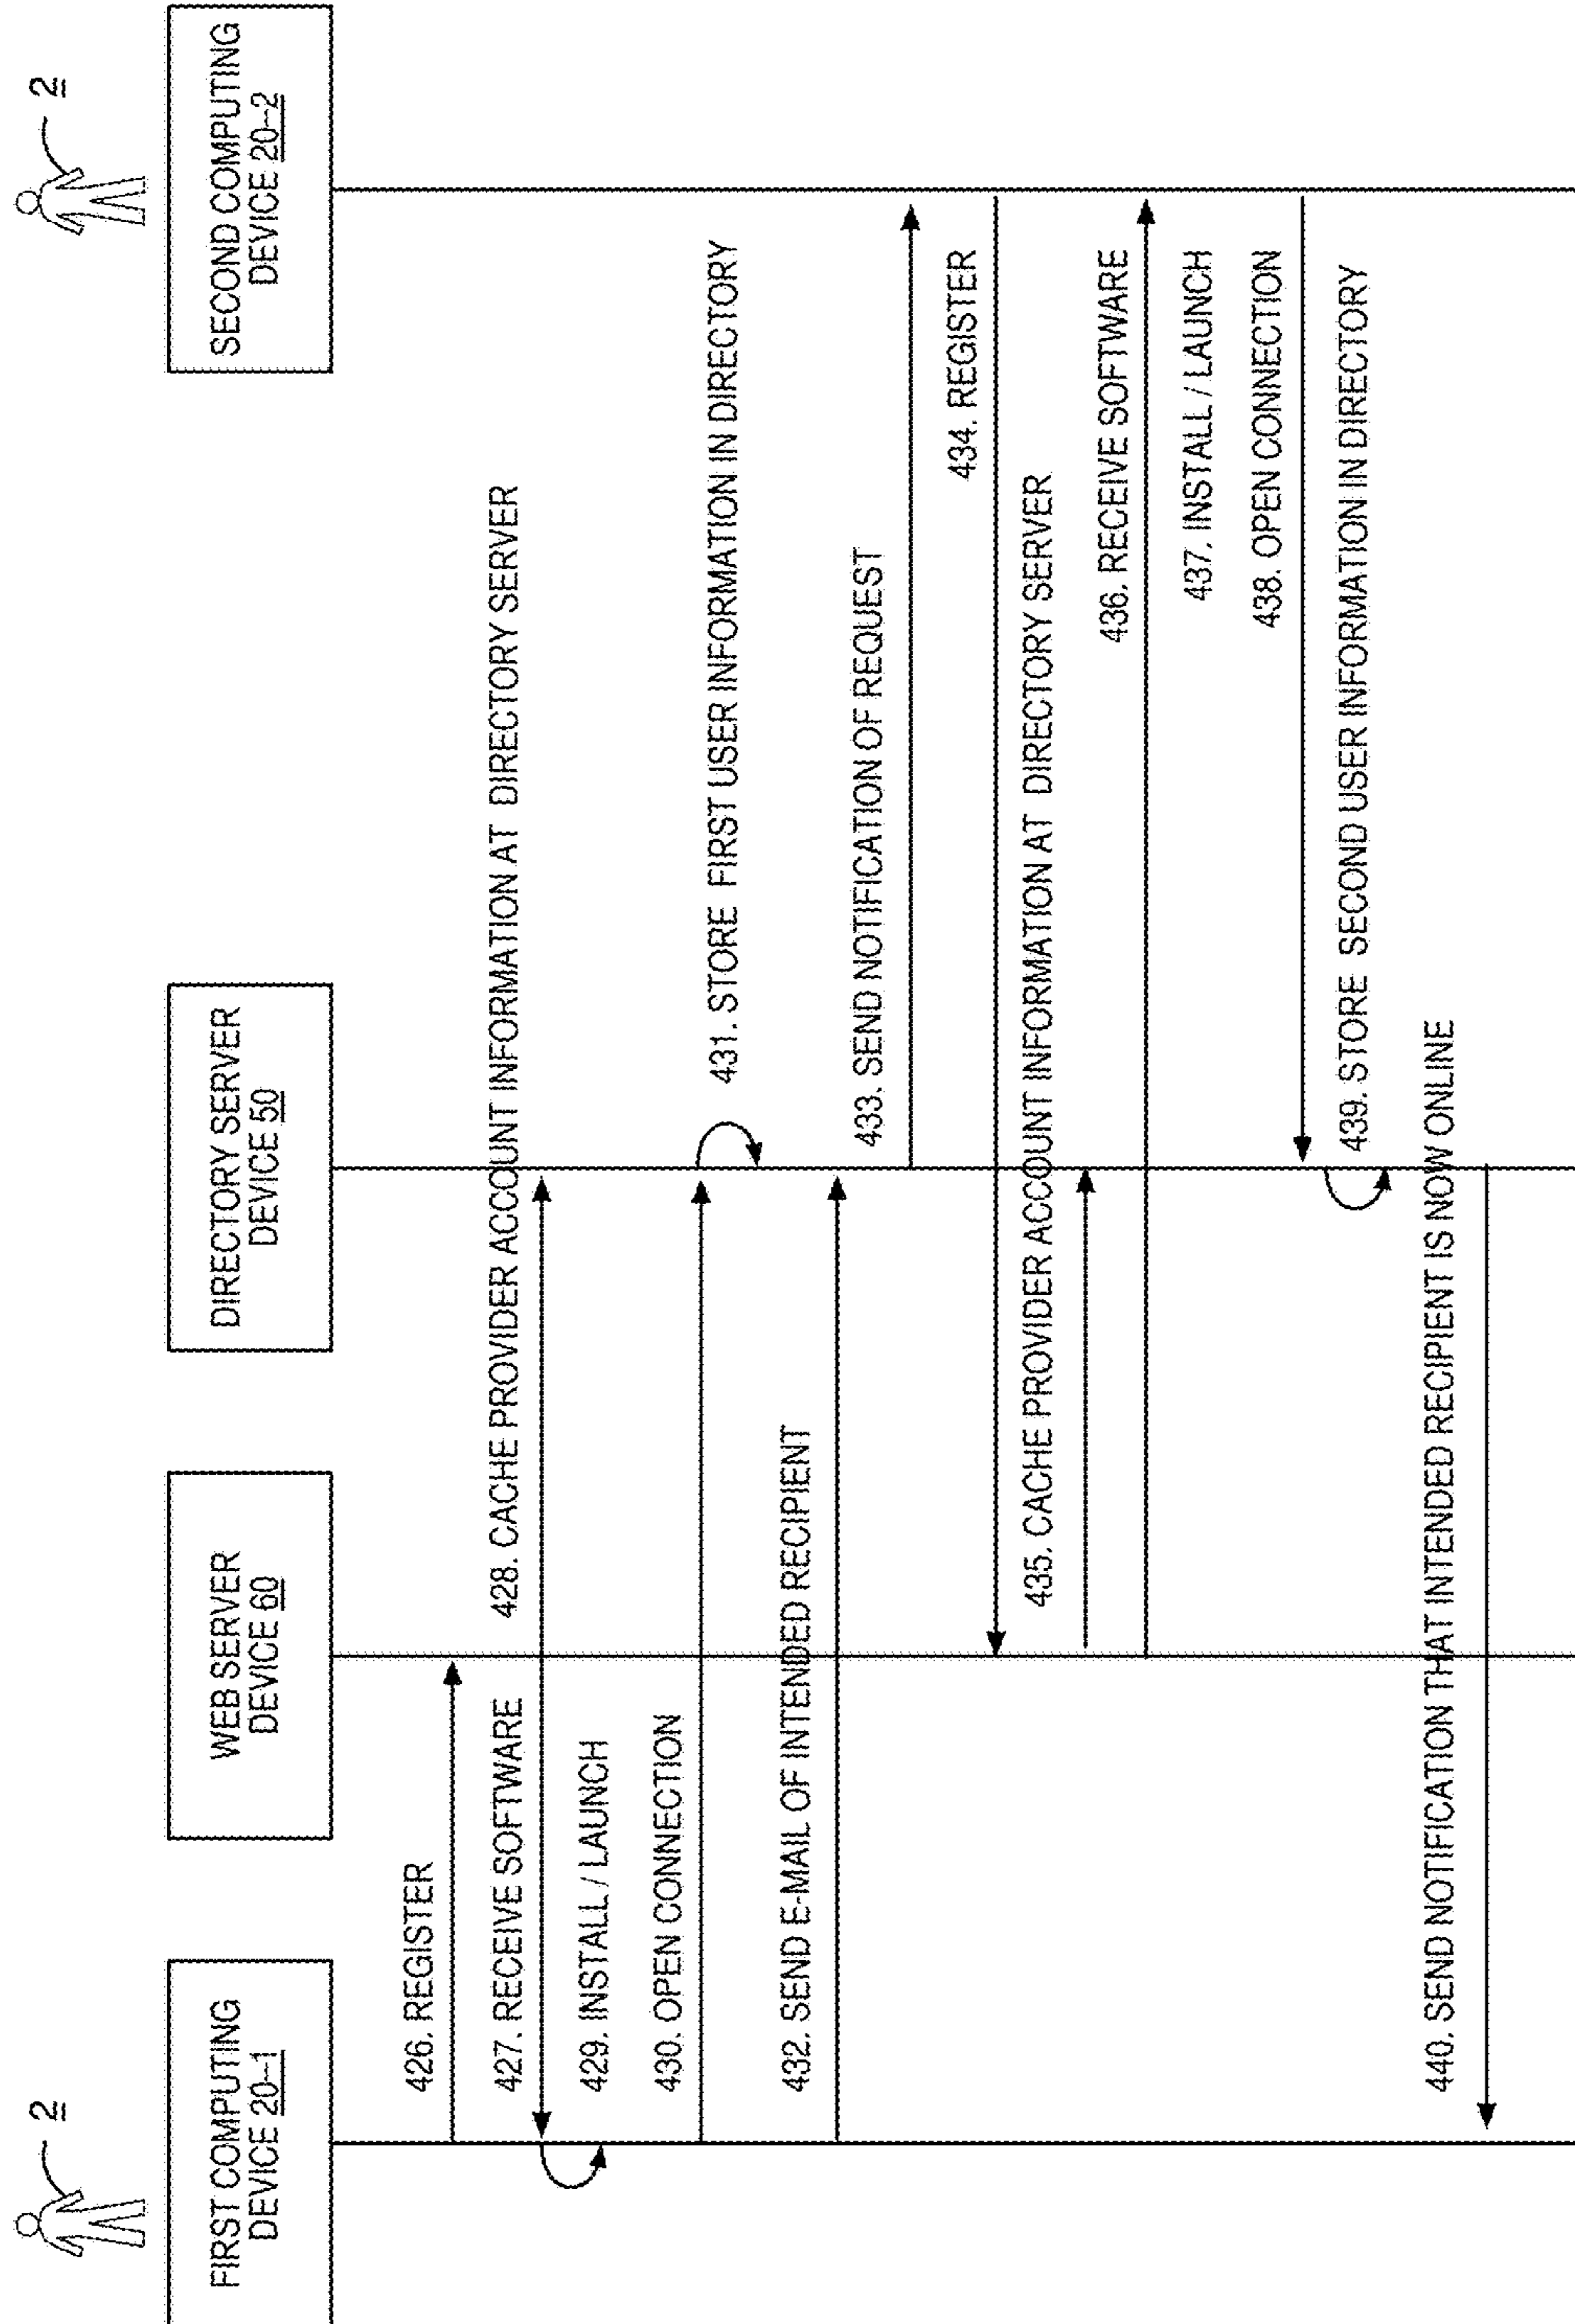 2
2
FIRST COMPUTING
DEVICE 20-1
WEB SERVER
DEVICE 60
DIRECTORY SERVER
DEVICE 50
SECOND COMPUTING
DEVICE 20-2
426. REGISTER
427. RECEIVE SOFTWARE
428. CACHE PROVIDER ACCOUNT INFORMATION AT DIRECTORY SERVER
429. INSTALL / LAUNCH
430. OPEN CONNECTION
431. STORE FIRST USER INFORMATION IN DIRECTORY
432. SEND E-MAIL OF INTENDED RECIPIENT
433. SEND NOTIFICATION OF REQUEST
434. REGISTER
435. CACHE PROVIDER ACCOUNT INFORMATION AT DIRECTORY SERVER
436. RECEIVE SOFTWARE
437. INSTALL / LAUNCH
438. OPEN CONNECTION
439. STORE SECOND USER INFORMATION IN DIRECTORY
440. SEND NOTIFICATION THAT INTENDED RECIPIENT IS NOW ONLINE